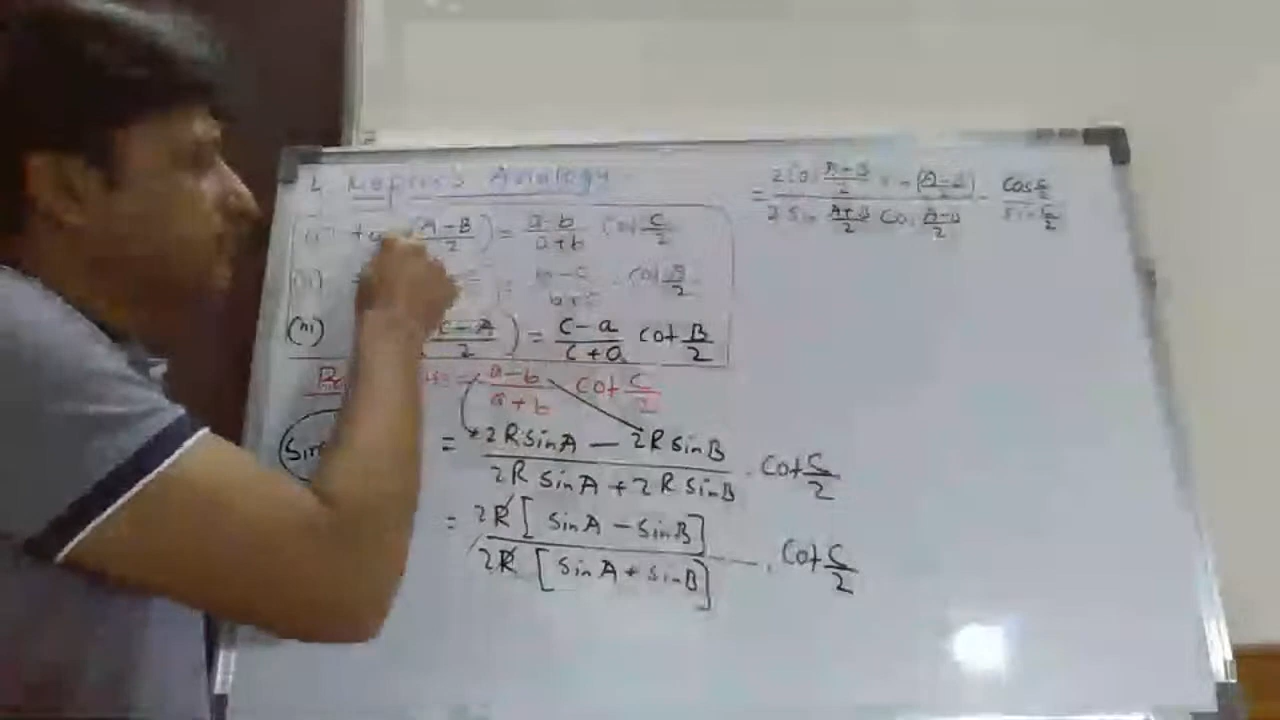 Napier's Analogy
tan (A-B/2) = a-b/a+b cot C/2
(ii) b-c/b+c . cot A/2
(iii) C-A/2 ) = c-a/c+a cot B/2
= a-b/a+b cot C/2
= 2R sinA - 2R sinB / 2R sinA + 2R sinB . cot C/2
= 2R [ sinA - sinB] / 2R [ sinA + sinB] . cot C/2
= 2 cos A+B/2 (A-B)/2 / 2 sin A+B/2 cos A-B/2 cos C/2 / sin C/2